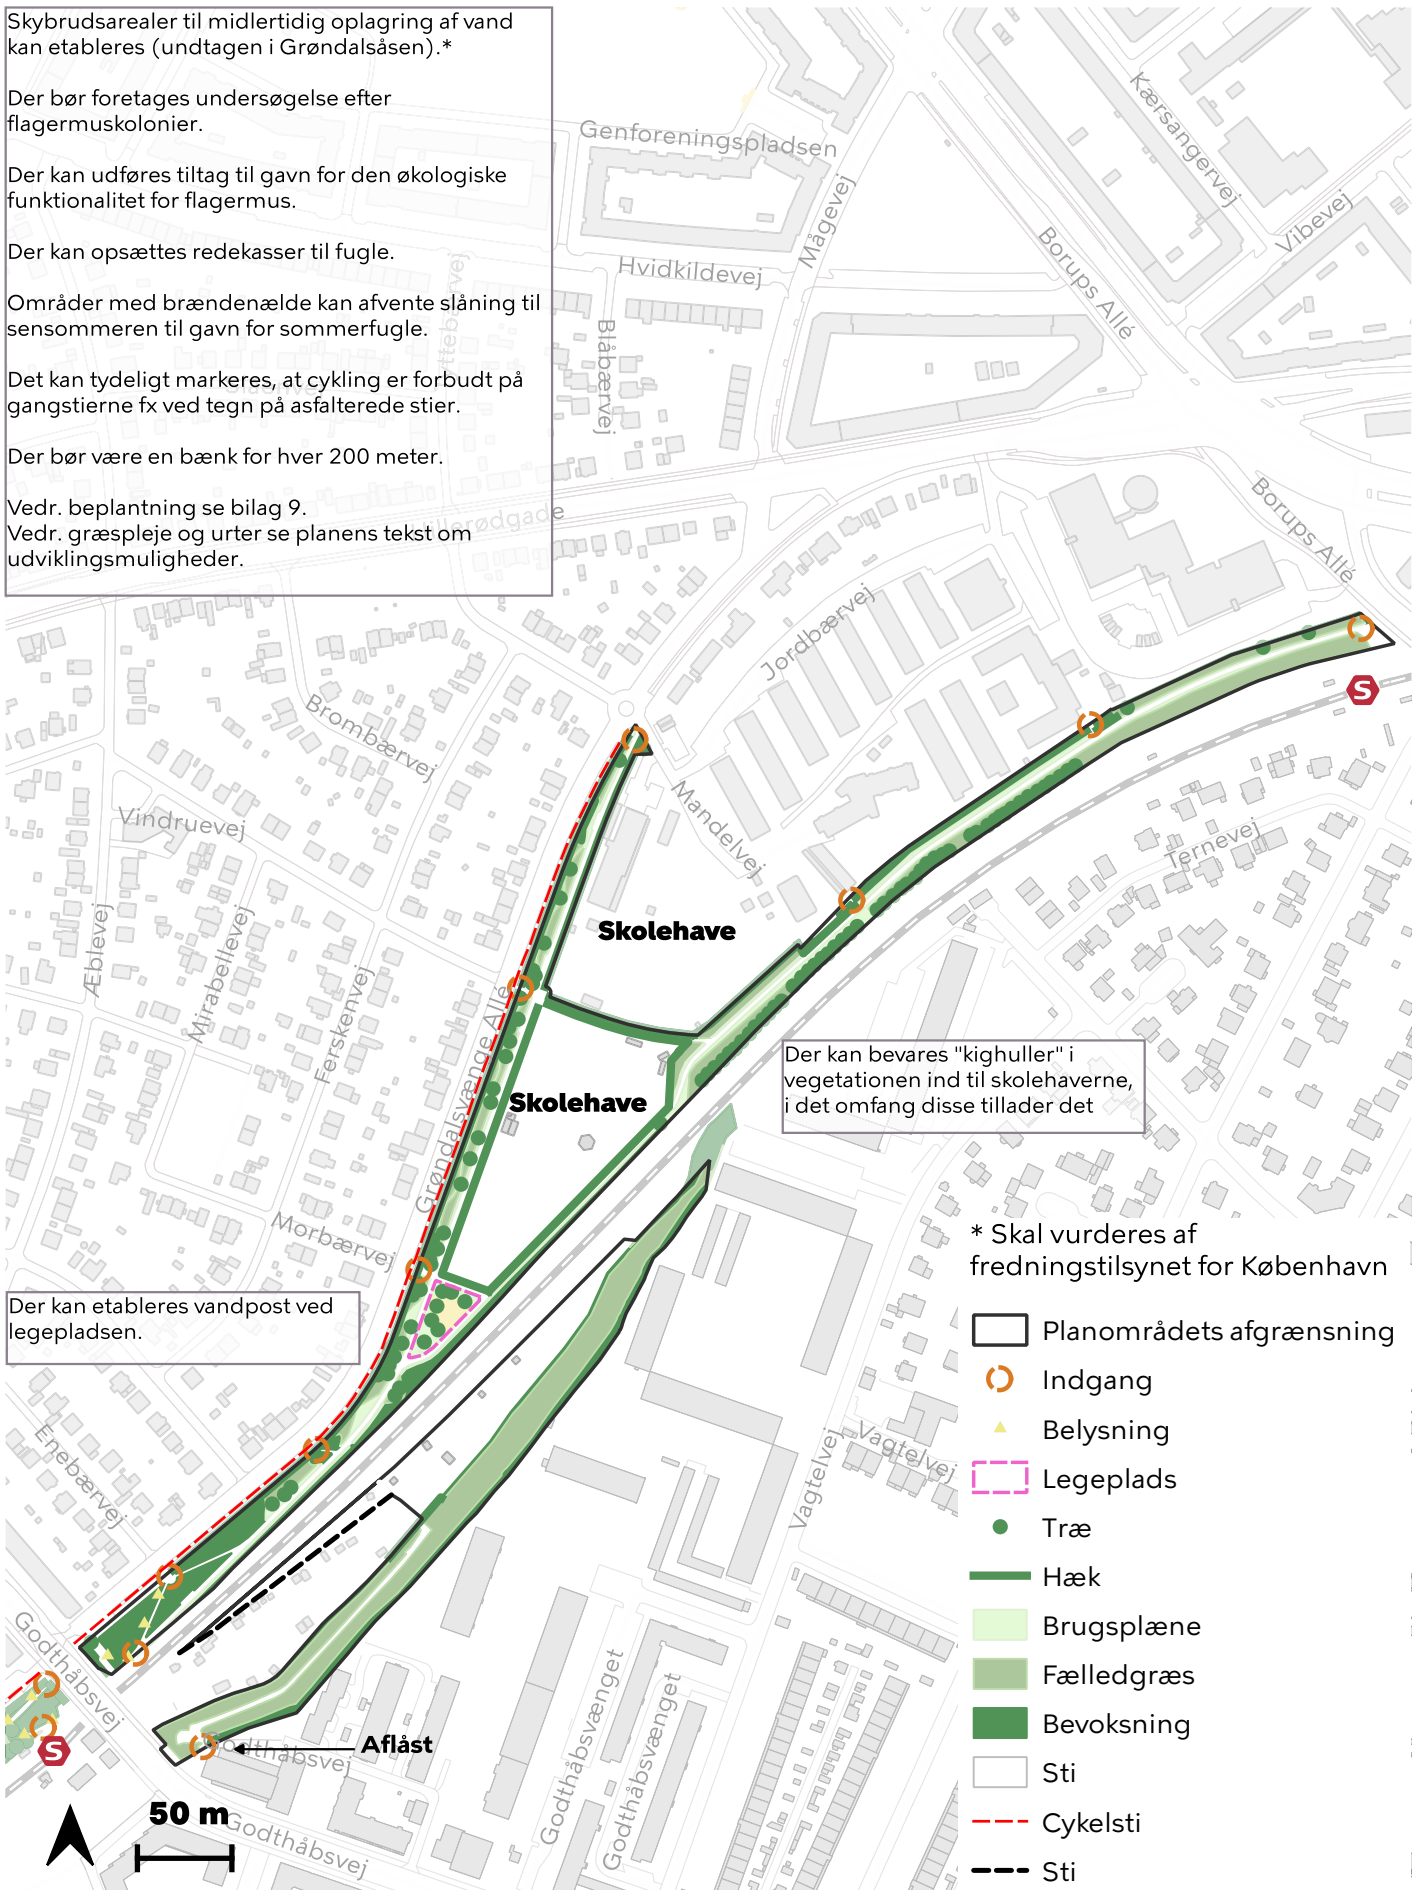 Skybrudsarealer til midlertidig oplagring af vand
kan etableres (undtagen i Grøndalsåsen).*
Der bør foretages undersøgelse efter
flagermuskolonier.
Der kan udføres tiltag til gavn for den økologiske
funktionalitet for flagermus.
Der kan opsættes redekasser til fugle.
Områder med brændenælde kan afvente slåning til
sensommeren til gavn for sommerfugle.
Det kan tydeligt markeres, at cykling er forbudt på
gangstierne fx ved tegn på asfalterede stier.
Der bør være en bænk for hver 200 meter.
Vedr. beplantning se bilag 9.
Vedr. græspleje og urter se planens tekst om
udviklingsmuligheder.
Genforeningspladsen
Kærsangervej
Vibevej
Mågevej
Hvidkildevej
Borups Allé
Blåbærvej
Borups Allé
Jordbærvej
Brombærvej
Vindruevej
Mandelvej
Ternevej
Æblevej
Mirabellevej
Ferskenvej
Skolehave
Grøndalsvænge Allé
Skolehave
Der kan bevares "kighuller" i
vegetationen ind til skolehaverne,
i det omfang disse tillader det
Morbærvej
Der kan etableres vandpost ved
legepladsen.
Enebærvej
Vagtelvej
Vagtelvej
Godthåbsvej
Godthåbsvej
Aflåst
Godthåbsvænget
Godthåbsvænget
Godthåbsvej
S
S
50 m
* Skal vurderes af
fredningstilsynet for København
Planområdets afgrænsning
Indgang
Belysning
Legeplads
Træ
Hæk
Brugsplæne
Fælledgræs
Bevoksning
Sti
Cykelsti
Sti